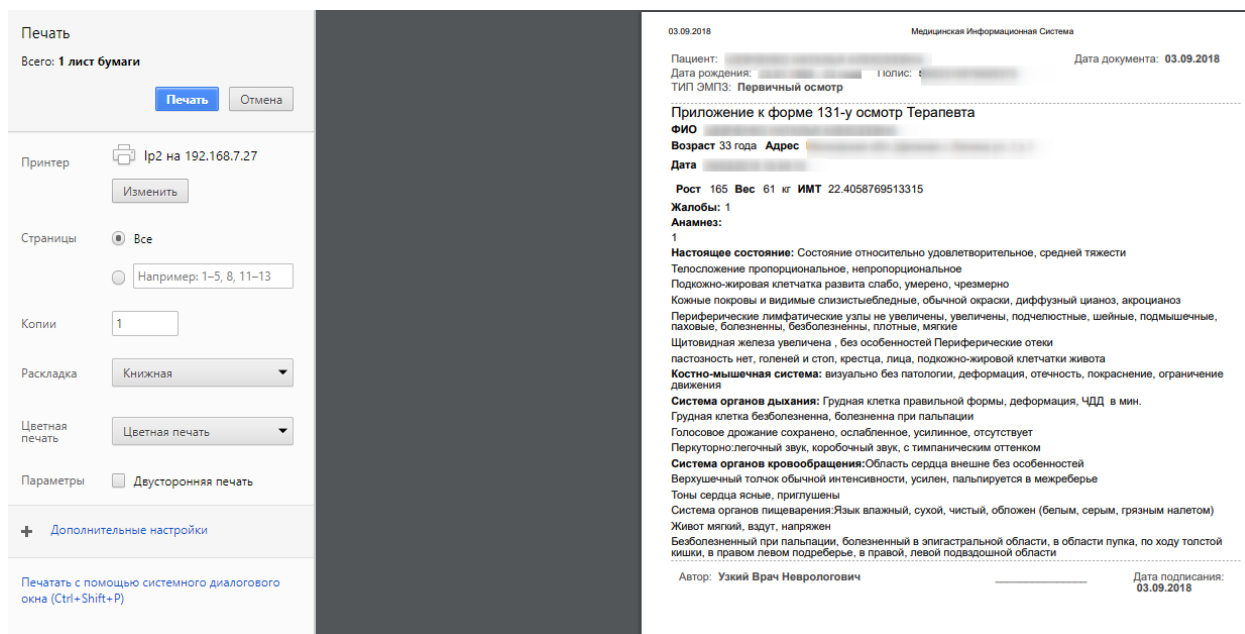 Печать
Всего: 1 лист бумаги
Печать
Отмена
Принтер
lp2 на 192.168.7.27
Изменить
Страницы
Все
Например: 1–5, 8, 11–13
Копии
1
Раскладка
Книжная
Цветная печать
Цветная печать
Параметры
Двусторонняя печать
Дополнительные настройки
Печатать с помощью системного диалогового
окна (Ctrl+Shift+P)
03.09.2018 Медицинская Информационная Система
Пациент: Дата документа: 03.09.2018
Дата рождения: Полис:
ТИП ЭМПЗ: Первичный осмотр
Приложение к форме 131-у осмотр Терапевта
ФИО
Возраст 33 года Адрес
Дата
Рост 165 Вес 61 кг ИМТ 22.4058769513315
Жалобы: 1
Анамнез:
1
Настоящее состояние: Состояние относительно удовлетворительное, средней тяжести
Телосложение пропорциональное, непропорциональное
Подкожно-жировая клетчатка развита слабо, умерено, чрезмерно
Кожные покровы и видимые слизистыебледные, обычной окраски, диффузный цианоз, акроцианоз
Периферические лимфатические узлы не увеличены, увеличены, подчелюстные, шейные, подмышечные,
паховые, болезненны, безболезненны, плотные, мягкие
Щитовидная железа увеличена , без особенностей Периферические отеки
пастозность нет, голеней и стоп, крестца, лица, подкожно-жировой клетчатки живота
Костно-мышечная система: визуально без патологии, деформация, отечность, покраснение, ограничение
движения
Система органов дыхания: Грудная клетка правильной формы, деформация, ЧДД в мин.
Грудная клетка безболезненна, болезненна при пальпации
Голосовое дрожание сохранено, ослабленное, усилинное, отсутствует
Перкуторно:легочный звук, коробочный звук, с тимпаническим оттенком
Система органов кровообращения:Область сердца внешне без особенностей
Верхушечный толчок обычной интенсивности, усилен, пальпируется в межреберье
Тоны сердца ясные, приглушены
Система органов пищеварения:Язык влажный, сухой, чистый, обложен (белым, серым, грязным налетом)
Живот мягкий, вздут, напряжен
Безболезненный при пальпации, болезненный в эпигастральной области, в области пупка, по ходу толстой
кишки, в правом левом подреберье, в правой, левой подвздошной области
Автор: Узкий Врач Неврологович Дата подписания:
03.09.2018